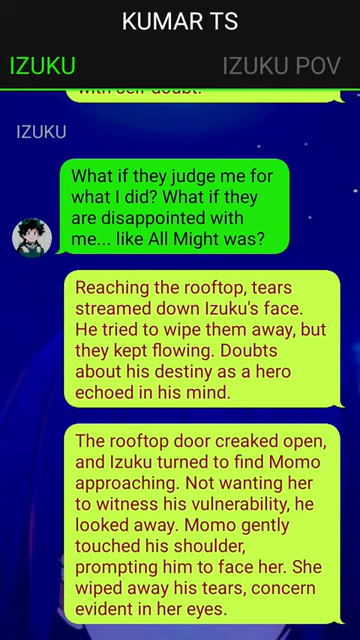 KUMAR TS
IZUKU
IZUKU POV
with self-doubt.
IZUKU
What if they judge me for
what I did? What if they
are disappointed with
me... like All Might was?
Reaching the rooftop, tears
streamed down Izuku's face.
He tried to wipe them away, but
they kept flowing. Doubts
about his destiny as a hero
echoed in his mind.
The rooftop door creaked open,
and Izuku turned to find Momo
approaching. Not wanting her
to witness his vulnerability, he
looked away. Momo gently
touched his shoulder,
prompting him to face her. She
wiped away his tears, concern
evident in her eyes.